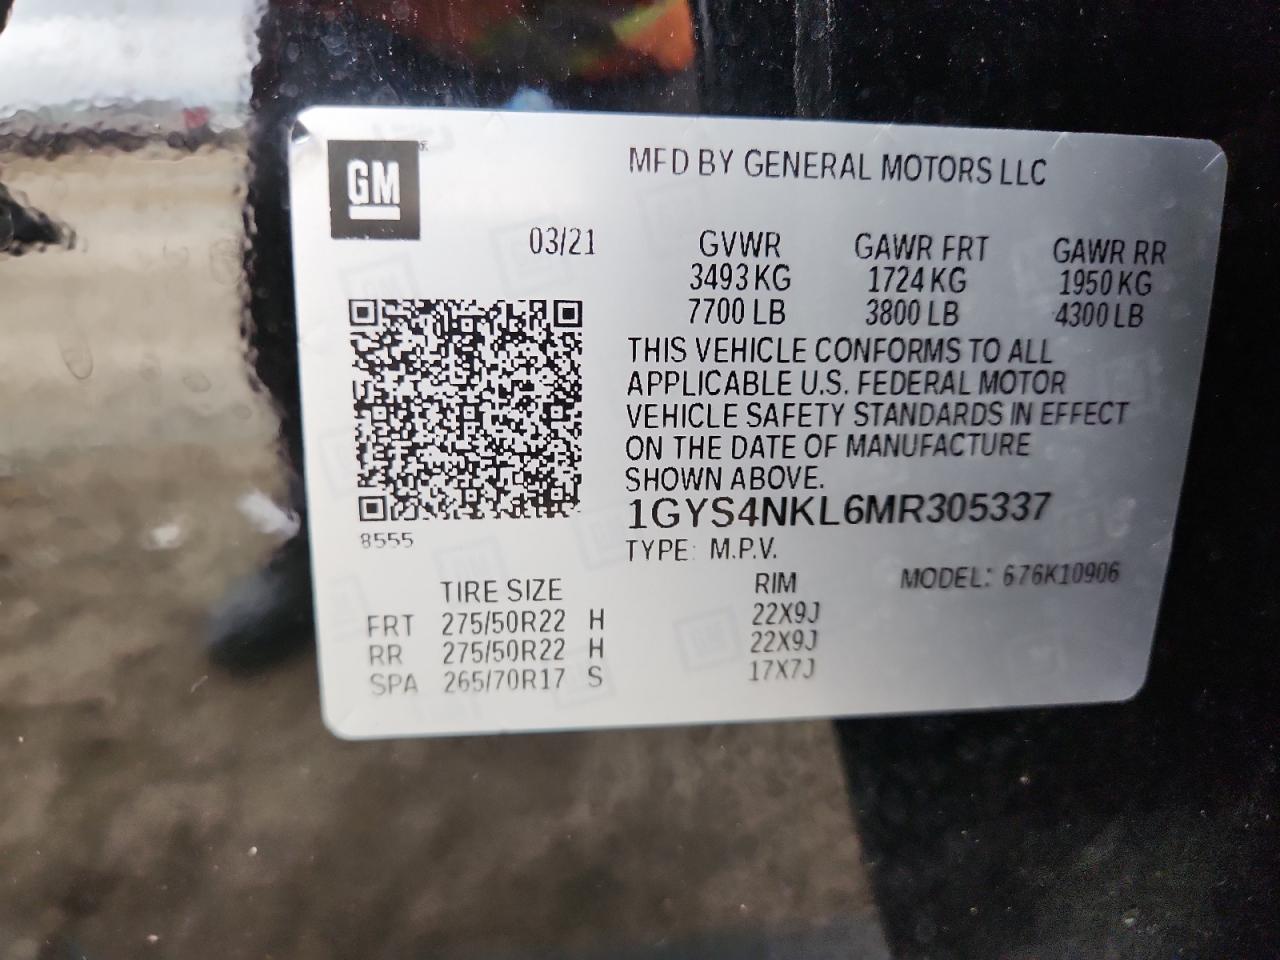 GM
MFD BY GENERAL MOTORS LLC
03/21 GVWR GAWR FRT GAWR RR
3493 KG 1724 KG 1950 KG
7700 LB 3800 LB 4300 LB
THIS VEHICLE CONFORMS TO ALL
APPLICABLE U.S. FEDERAL MOTOR
VEHICLE SAFETY STANDARDS IN EFFECT
ON THE DATE OF MANUFACTURE
SHOWN ABOVE.
1GYS4NKL6MR305337
8555
TYPE: M.P.V.
MODEL: 676K10906
TIRE SIZE RIM
FRT 275/50R22 H 22X9J
RR 275/50R22 H 22X9J
SPA 265/70R17 S 17X7J